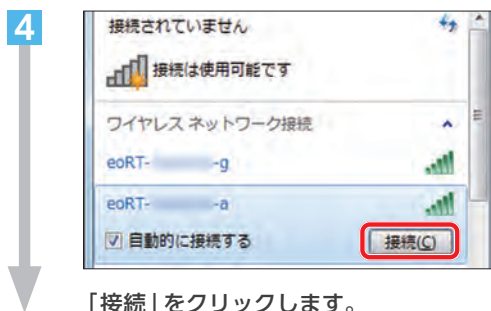 4
接続されていません
接続は使用可能です
ワイヤレス ネットワーク接続
eoRT- -g
eoRT- -a
自動的に接続する
接続(C)
「接続」をクリックします。